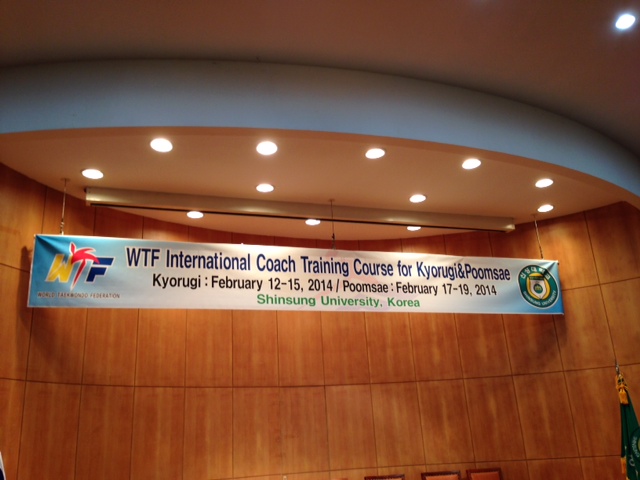 WTF International Coach Training Course for Kyorugi&Poomsae
Kyorugi : February 12-15, 2014 / Poomsae : February 17-19, 2014
Shinsung University, Korea
WTF
WORLD TAEKWONDO FEDERATION